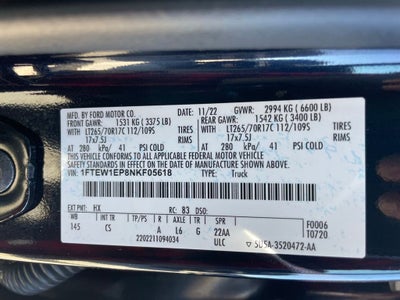 MFD. BY FORD MOTOR CO. 11/22 GVWR: 2994 KG (6600 LB)
FRONT GAWR: 1531 KG (3375 LB) REAR GAWR: 1542 KG (3400 LB)
LT265/70R17C 112/109S TIRES LT265/70R17C 112/109S TIRES
17x7.5J RIMS 17x7.5J RIMS
AT 280 kPa/ 41 PSI COLD AT 280 kPa/ 41 PSI COLD
THIS VEHICLE CONFORMS TO ALL APPLICABLE FEDERAL MOTOR VEHICLE
SAFETY STANDARDS IN EFFECT ON THE DATE OF MANUFACTURE SHOWN ABOVE.
VIN: 1FTEW1EP8NKF05618 TYPE: Truck
EXT PNT: HX RC: 83 DSO:
WB INT TR TP/PS R AXLE TR SPR F0006
145 CS A L6 G 22AA T0720
2202211094034 ULC 5U5A-3520472-AA